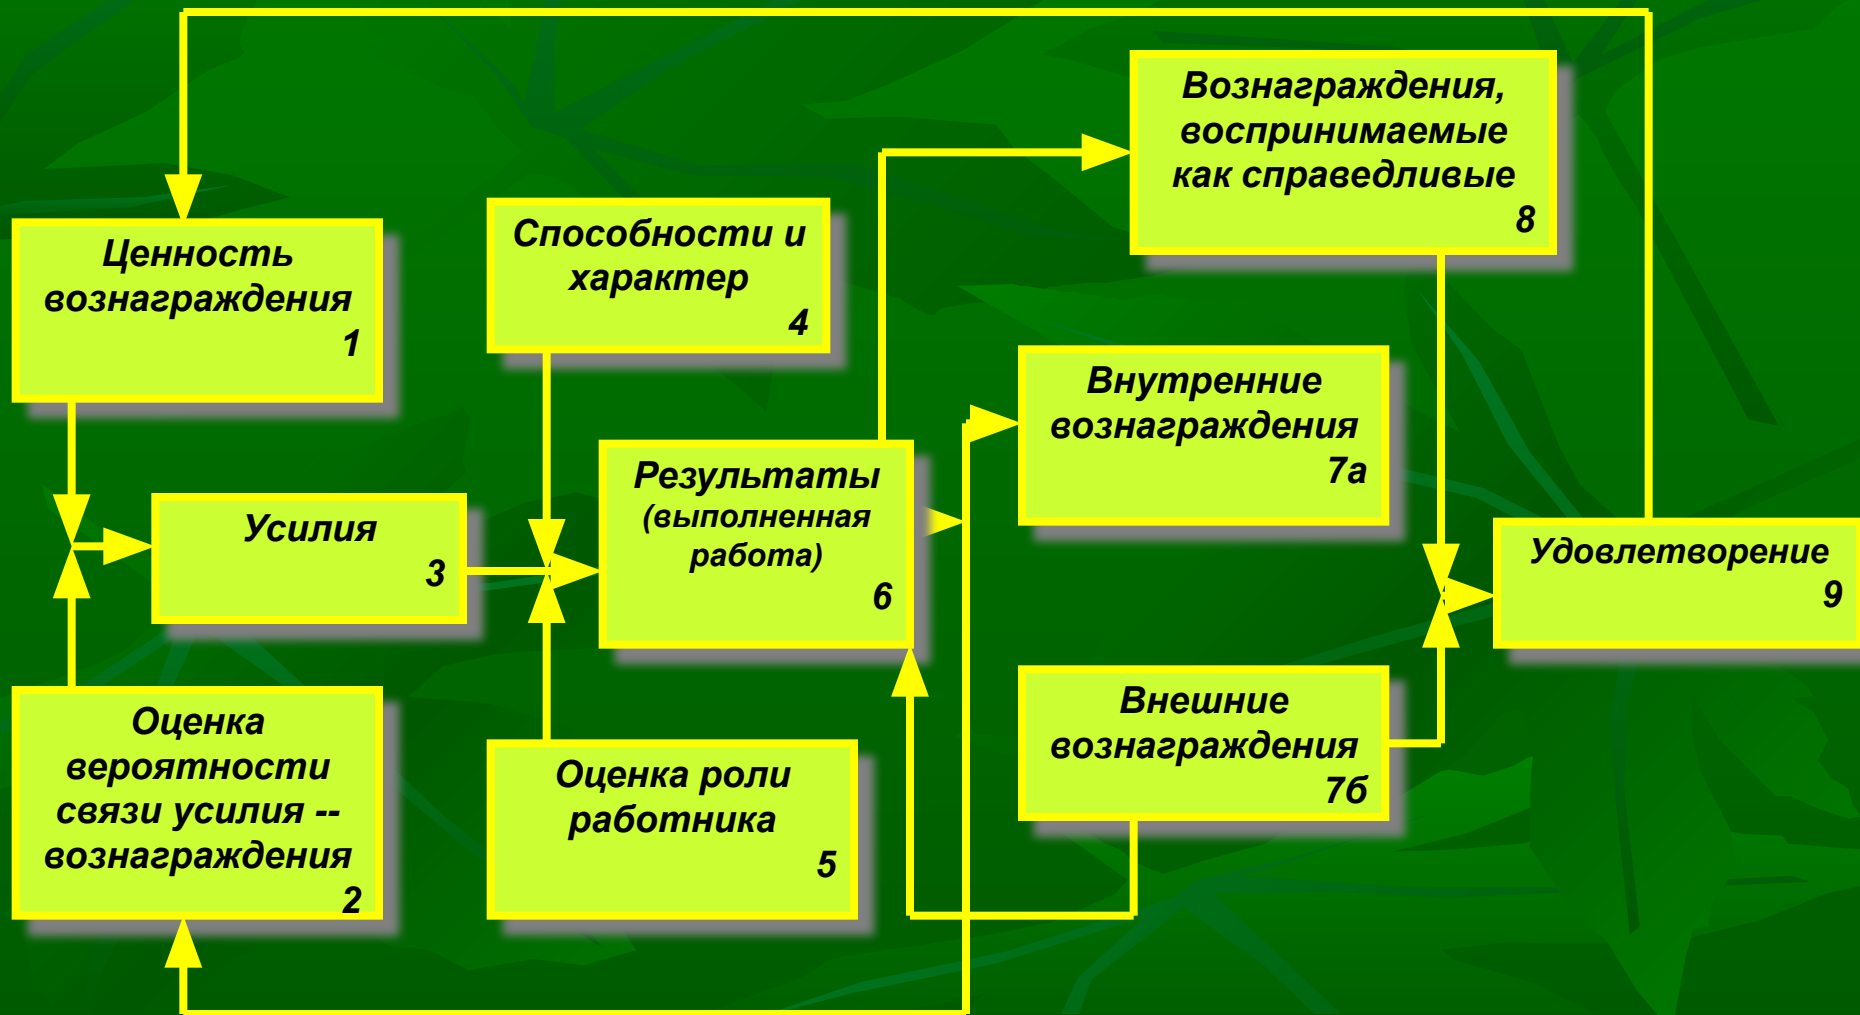 Ценность
вознаграждения
1
Оценка
вероятности
связи усилия --
вознаграждения
2
Усилия
3
Способности и
характер
4
Оценка роли
работника
5
Результаты
(выполненная
работа)
6
Внутренние
вознаграждения
7а
Внешние
вознаграждения
7б
Вознаграждения,
воспринимаемые
как справедливые
8
Удовлетворение
9